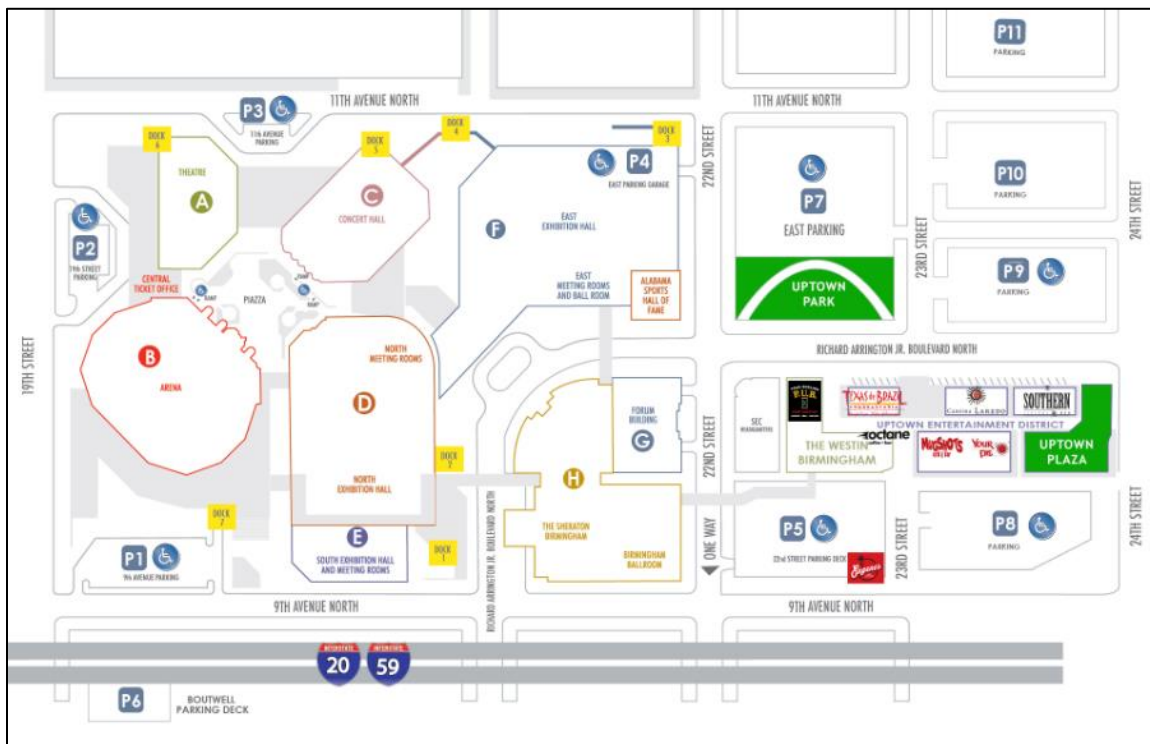 P11
PARKING
11TH AVENUE NORTH
11TH AVENUE NORTH
P3
11TH AVENUE
PARKING
DOCK
6
DOCK
5
DOCK
4
DOCK
3
22ND STREET
THEATRE
A
C
CONCERT HALL
P4
EAST PARKING GARAGE
F
EAST
EXHIBITION HALL
P7
EAST PARKING
P10
PARKING
23RD STREET
24TH STREET
P2
19TH STREET
PARKING
CENTRAL
TICKET OFFICE
RAMP
PIAZZA
RAMP
EAST
MEETING ROOMS
AND BALL ROOM
ALABAMA
SPORTS
HALL OF
FAME
UPTOWN
PARK
P9
PARKING
19TH STREET
B
ARENA
NORTH
MEETING ROOMS
D
NORTH
EXHIBITION HALL
RICHARD ARRINGTON JR. BOULEVARD NORTH
FORUM
BUILDING
G
22ND STREET
SEC
HEADQUARTERS
TEXAS de BRAZIL
CANTINA LAREDO
SOUTHERN
UPTOWN ENTERTAINMENT DISTRICT
octane
THE WESTIN
BIRMINGHAM
MUGSHOTS
YOUR PIE
UPTOWN
PLAZA
DOCK
2
DOCK
7
DOCK
1
H
THE SHERATON
BIRMINGHAM
BIRMINGHAM
BALLROOM
RICHARD ARRINGTON JR. BOULEVARD NORTH
ONE WAY
P5
22nd STREET PARKING DECK
23RD STREET
P8
PARKING
24TH STREET
P1
9th AVENUE PARKING
E
SOUTH EXHIBITION HALL
AND MEETING ROOMS
9TH AVENUE NORTH
9TH AVENUE NORTH
INTERSTATE
20
INTERSTATE
59
P6
BOUTWELL
PARKING DECK